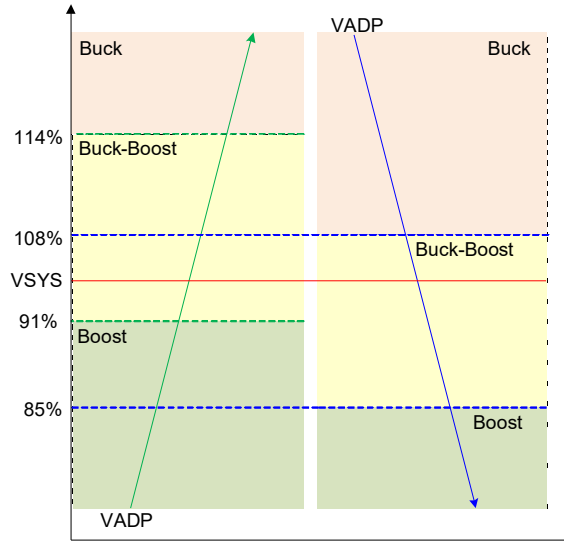 VADP
Buck
Buck
114%
Buck-Boost
108%
Buck-Boost
VSYS
91%
Boost
85%
Boost
VADP